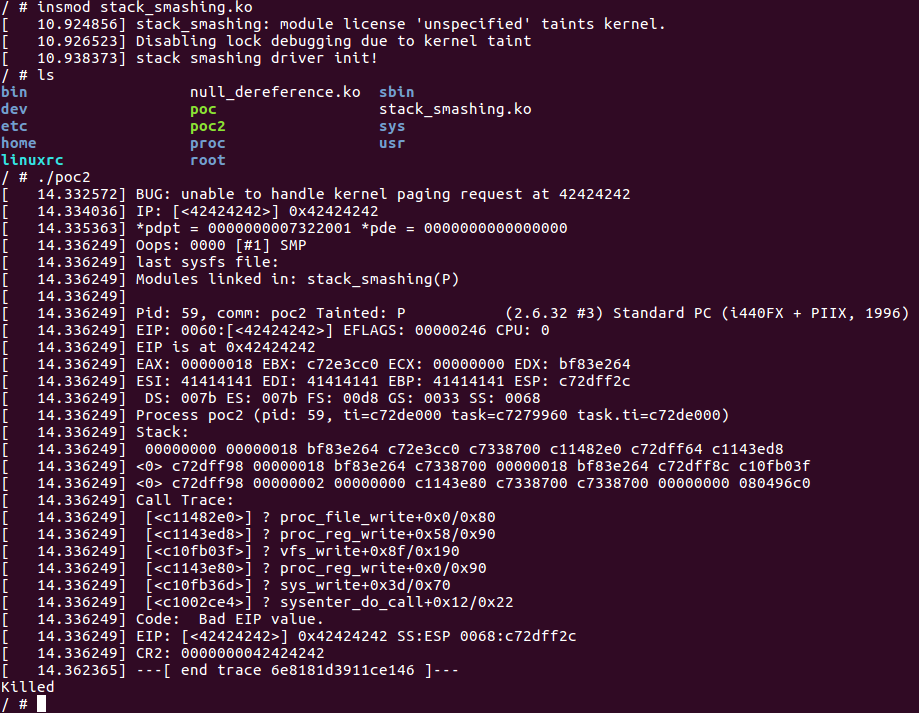 / # insmod stack_smashing.ko
[   10.924856] stack_smashing: module license 'unspecified' taints kernel.
[   10.926523] Disabling lock debugging due to kernel taint
[   10.938373] stack smashing driver init!
/ # ls
bin                  null_dereference.ko  sbin
dev                  poc                  stack_smashing.ko
etc                  poc2                 sys
home                 proc                 usr
linuxrc              root
/ # ./poc2
[   14.332572] BUG: unable to handle kernel paging request at 42424242
[   14.334036] IP: [<42424242>] 0x42424242
[   14.335363] *pdpt = 0000000007322001 *pde = 0000000000000000
[   14.336249] Oops: 0000 [#1] SMP
[   14.336249] last sysfs file:
[   14.336249] Modules linked in: stack_smashing(P)
[   14.336249]
[   14.336249] Pid: 59, comm: poc2 Tainted: P           (2.6.32 #3) Standard PC (i440FX + PIIX, 1996)
[   14.336249] EIP: 0060:[<42424242>] EFLAGS: 00000246 CPU: 0
[   14.336249] EIP is at 0x42424242
[   14.336249] EAX: 00000018 EBX: c72e3cc0 ECX: 00000000 EDX: bf83e264
[   14.336249] ESI: 41414141 EDI: 41414141 EBP: 41414141 ESP: c72dff2c
[   14.336249]  DS: 007b ES: 007b FS: 00d8 GS: 0033 SS: 0068
[   14.336249] Process poc2 (pid: 59, ti=c72de000 task=c7279960 task.ti=c72de000)
[   14.336249] Stack:
[   14.336249]  00000000 00000018 bf83e264 c72e3cc0 c7338700 c11482e0 c72dff64 c1143ed8
[   14.336249] <0> c72dff98 00000018 bf83e264 c7338700 00000018 bf83e264 c72dff8c c10fb03f
[   14.336249] <0> c72dff98 00000002 00000000 c1143e80 c7338700 c7338700 00000000 080496c0
[   14.336249] Call Trace:
[   14.336249]  [<c11482e0>] ? proc_file_write+0x0/0x80
[   14.336249]  [<c1143ed8>] ? proc_reg_write+0x58/0x90
[   14.336249]  [<c10fb03f>] ? vfs_write+0x8f/0x190
[   14.336249]  [<c1143e80>] ? proc_reg_write+0x0/0x90
[   14.336249]  [<c10fb36d>] ? sys_write+0x3d/0x70
[   14.336249]  [<c1002ce4>] ? sysenter_do_call+0x12/0x22
[   14.336249] Code:  Bad EIP value.
[   14.336249] EIP: [<42424242>] 0x42424242 SS:ESP 0068:c72dff2c
[   14.336249] CR2: 0000000042424242
[   14.362365] ---[ end trace 6e8181d3911ce146 ]---
Killed
/ #